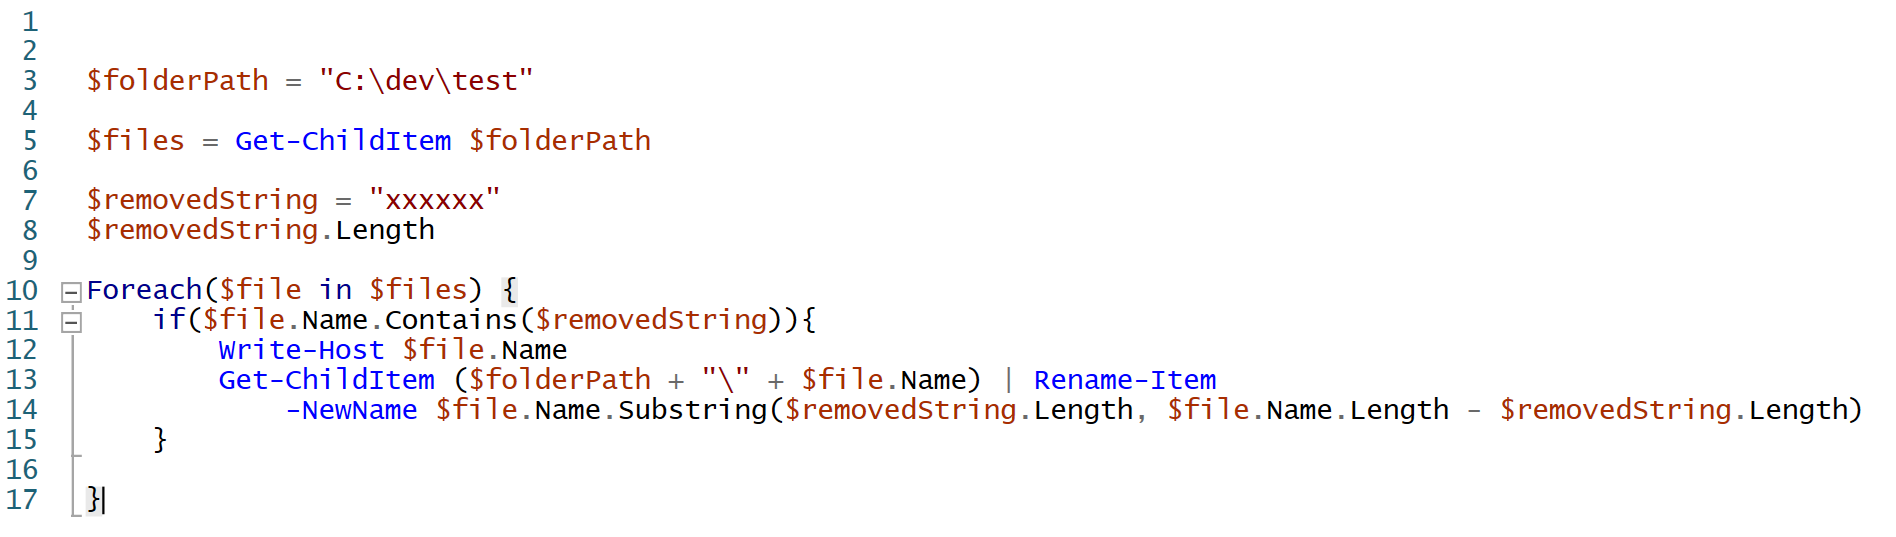 1
2
3 $folderPath = "C:\dev\test"
4
5 $files = Get-ChildItem $folderPath
6
7 $removedString = "xxxxxx"
8 $removedString.Length
9
10 Foreach($file in $files) {
11     if($file.Name.Contains($removedString)){
12         Write-Host $file.Name
13         Get-ChildItem ($folderPath + "\" + $file.Name) | Rename-Item
14             -NewName $file.Name.Substring($removedString.Length, $file.Name.Length - $removedString.Length)
15     }
16
17 }